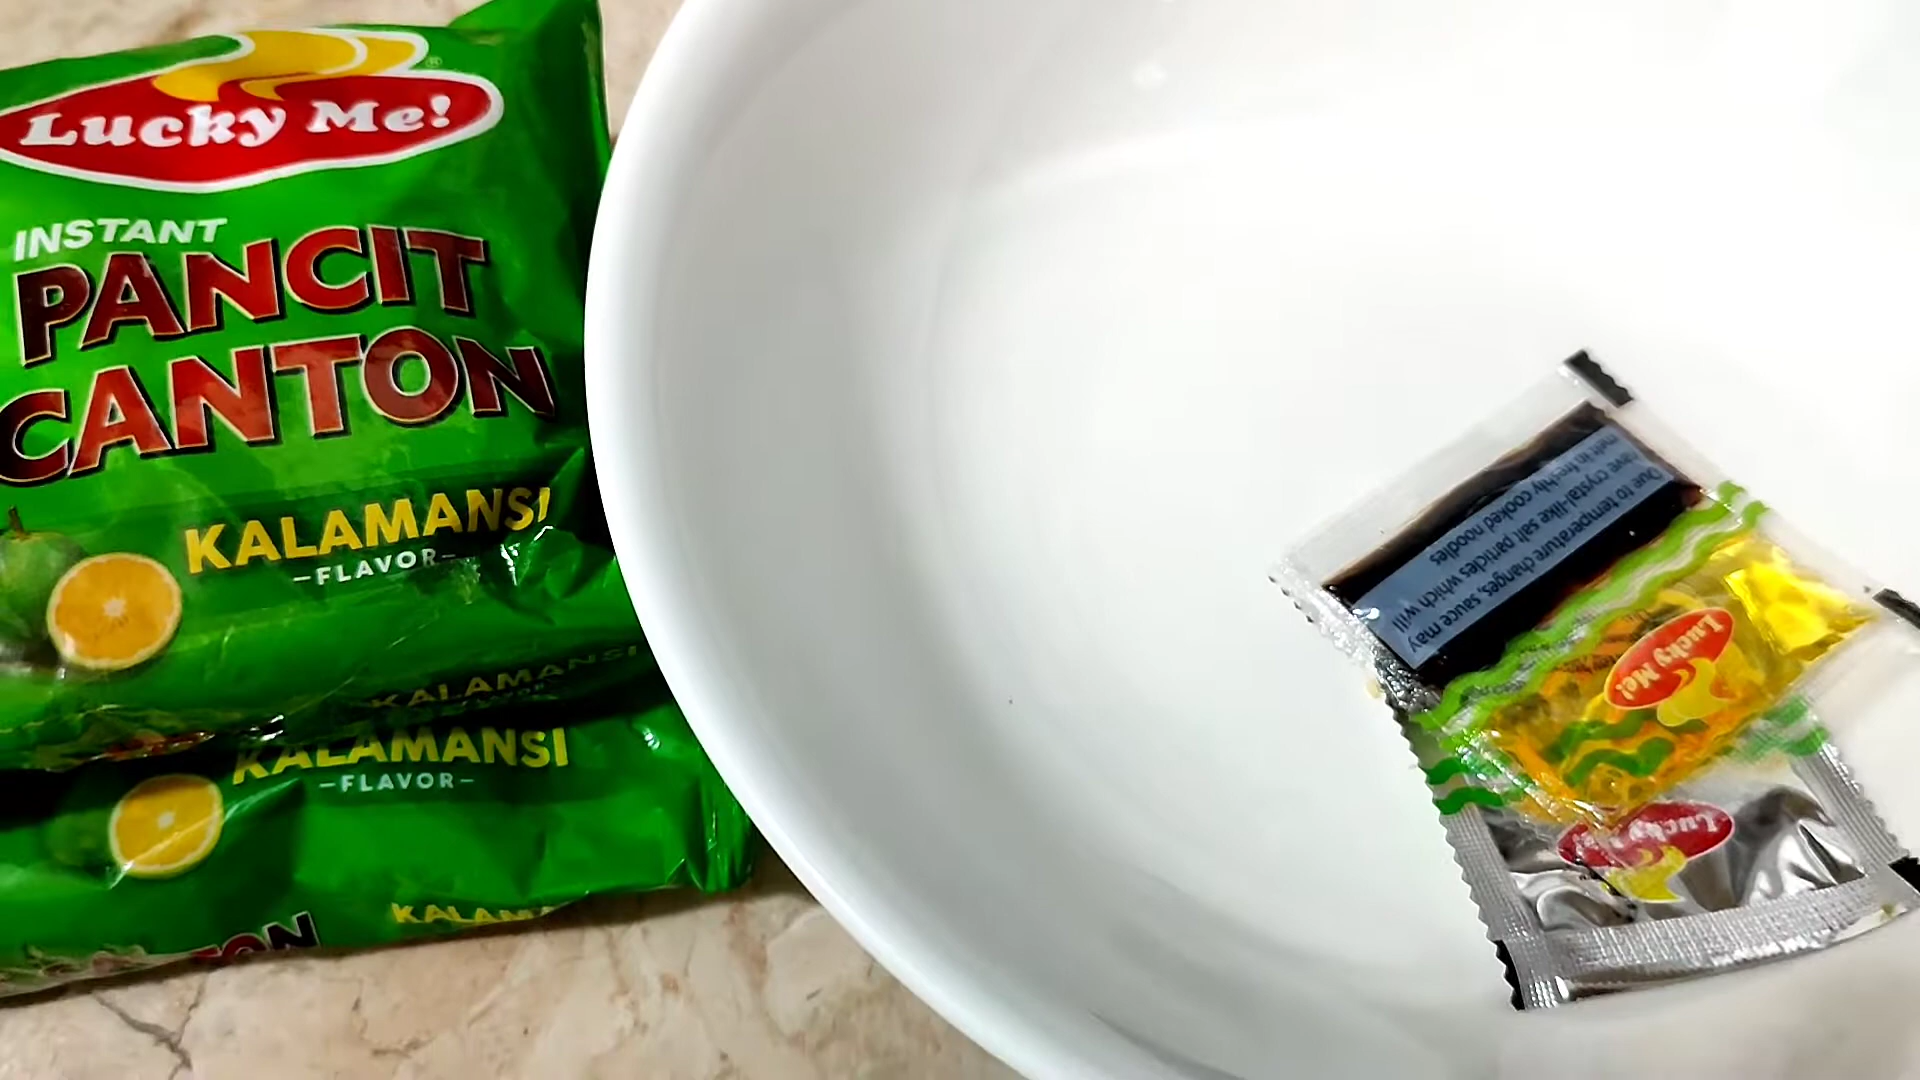 Lucky Me!
INSTANT
PANCIT
CANTON
KALAMANSI
-FLAVOR-
KALAMANSI
KALAMANSI
-FLAVOR-
Due to temperature changes, sauce may
have crystal-like salt particles which will
melt in freshly cooked noodles
Lucky Me!
Lucky Me!